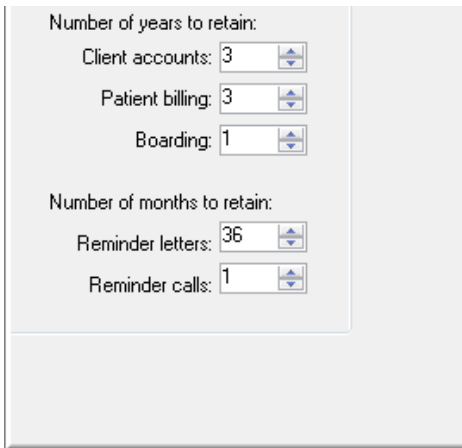 Number of years to retain:
Client accounts: 3
Patient billing: 3
Boarding: 1
Number of months to retain:
Reminder letters: 36
Reminder calls: 1